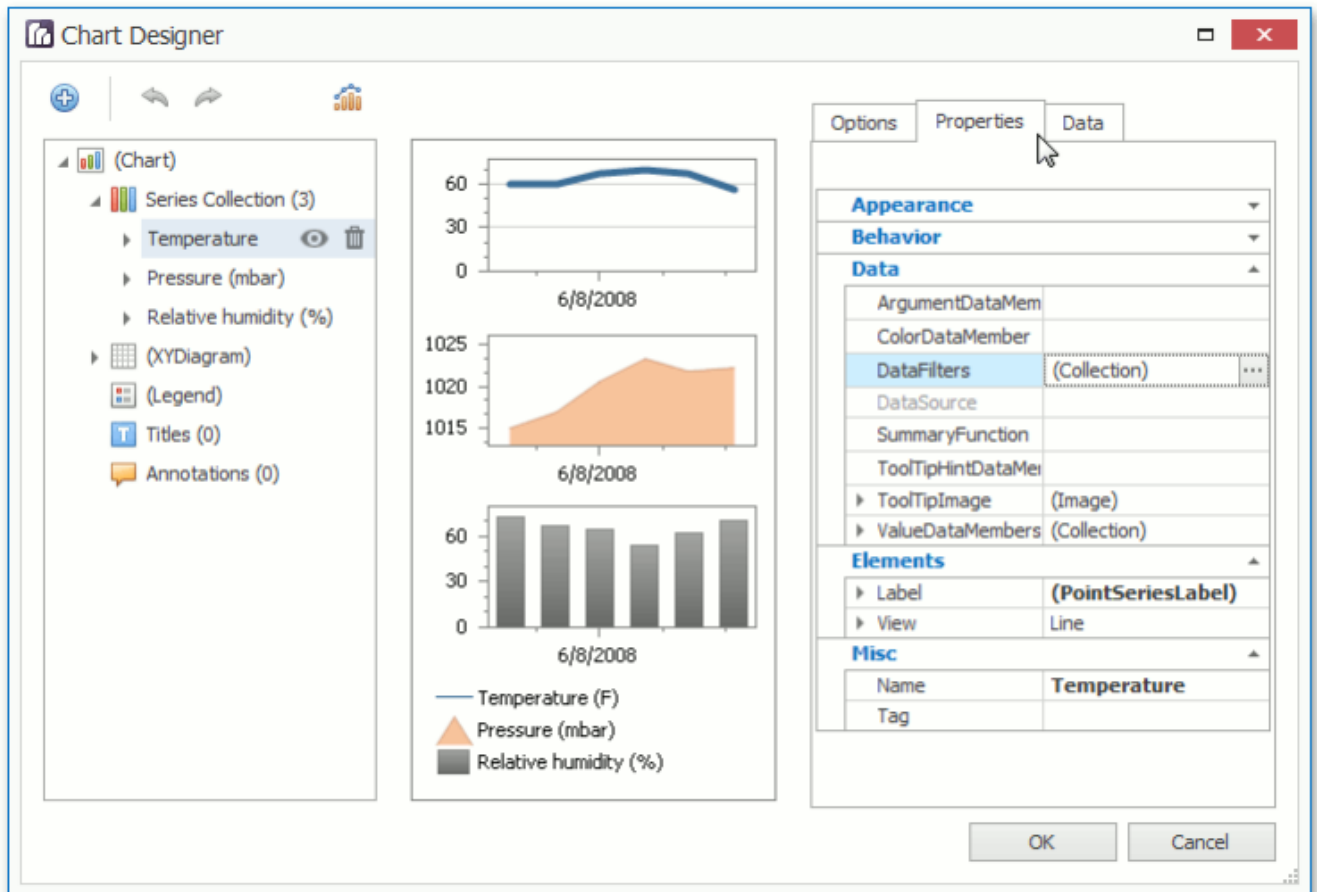 Chart Designer
Options Properties Data
(Chart)
Series Collection (3)
Temperature
Pressure (mbar)
Relative humidity (%)
(XYDiagram)
(Legend)
Titles (0)
Annotations (0)
60
30
0
6/8/2008
1025
1020
1015
6/8/2008
60
30
0
6/8/2008
Temperature (F)
Pressure (mbar)
Relative humidity (%)
Appearance
Behavior
Data
ArgumentDataMem
ColorDataMember
DataFilters (Collection) ...
DataSource
SummaryFunction
ToolTipHintDataMe
ToolTipImage (Image)
ValueDataMembers (Collection)
Elements
Label (PointSeriesLabel)
View Line
Misc
Name Temperature
Tag
OK Cancel